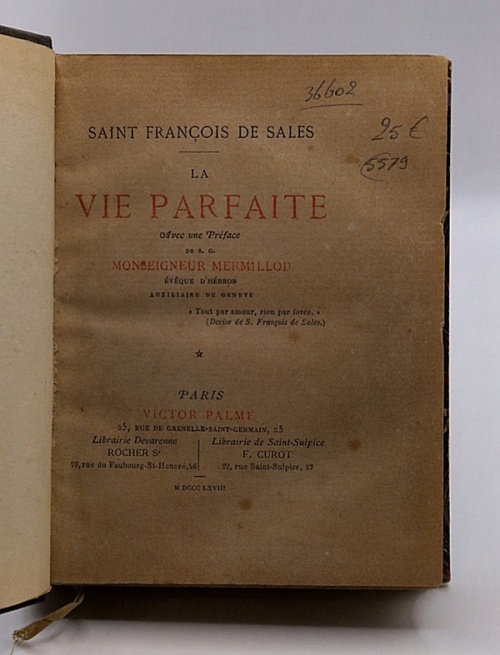 36602
SAINT FRANÇOIS DE SALES
25 €
5579
LA
VIE PARFAITE
Avec une Préface
DE S. G.
MONSEIGNEUR MERMILLOD
ÉVÊQUE D'HÉBRON
AUXILIAIRE DE GENÈVE
« Tout par amour, rien par force. »
(Devise de S. François de Sales.)
PARIS
VICTOR PALMÉ
25, RUE DE GRENELLE-SAINT-GERMAIN, 25
Librairie Devarenne
ROCHER Sr
rue du Faubourg-St-Honoré,
Librairie de Saint-Sulpice
F. CUROT
22, rue Saint-Sulpice, 22
M DCCC LXVIII